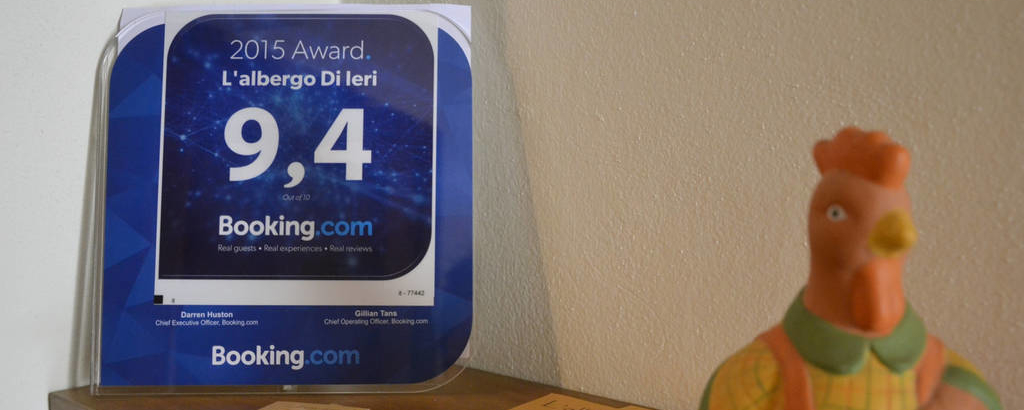 2015 Award.
L'albergo Di Ieri
9,4
Out of 10
Booking.com
Real guests • Real experiences • Real reviews
8
8 - 77442
Darren Huston
Chief Executive Officer, Booking.com
Gillian Tans
Chief Operating Officer, Booking.com
Booking.com